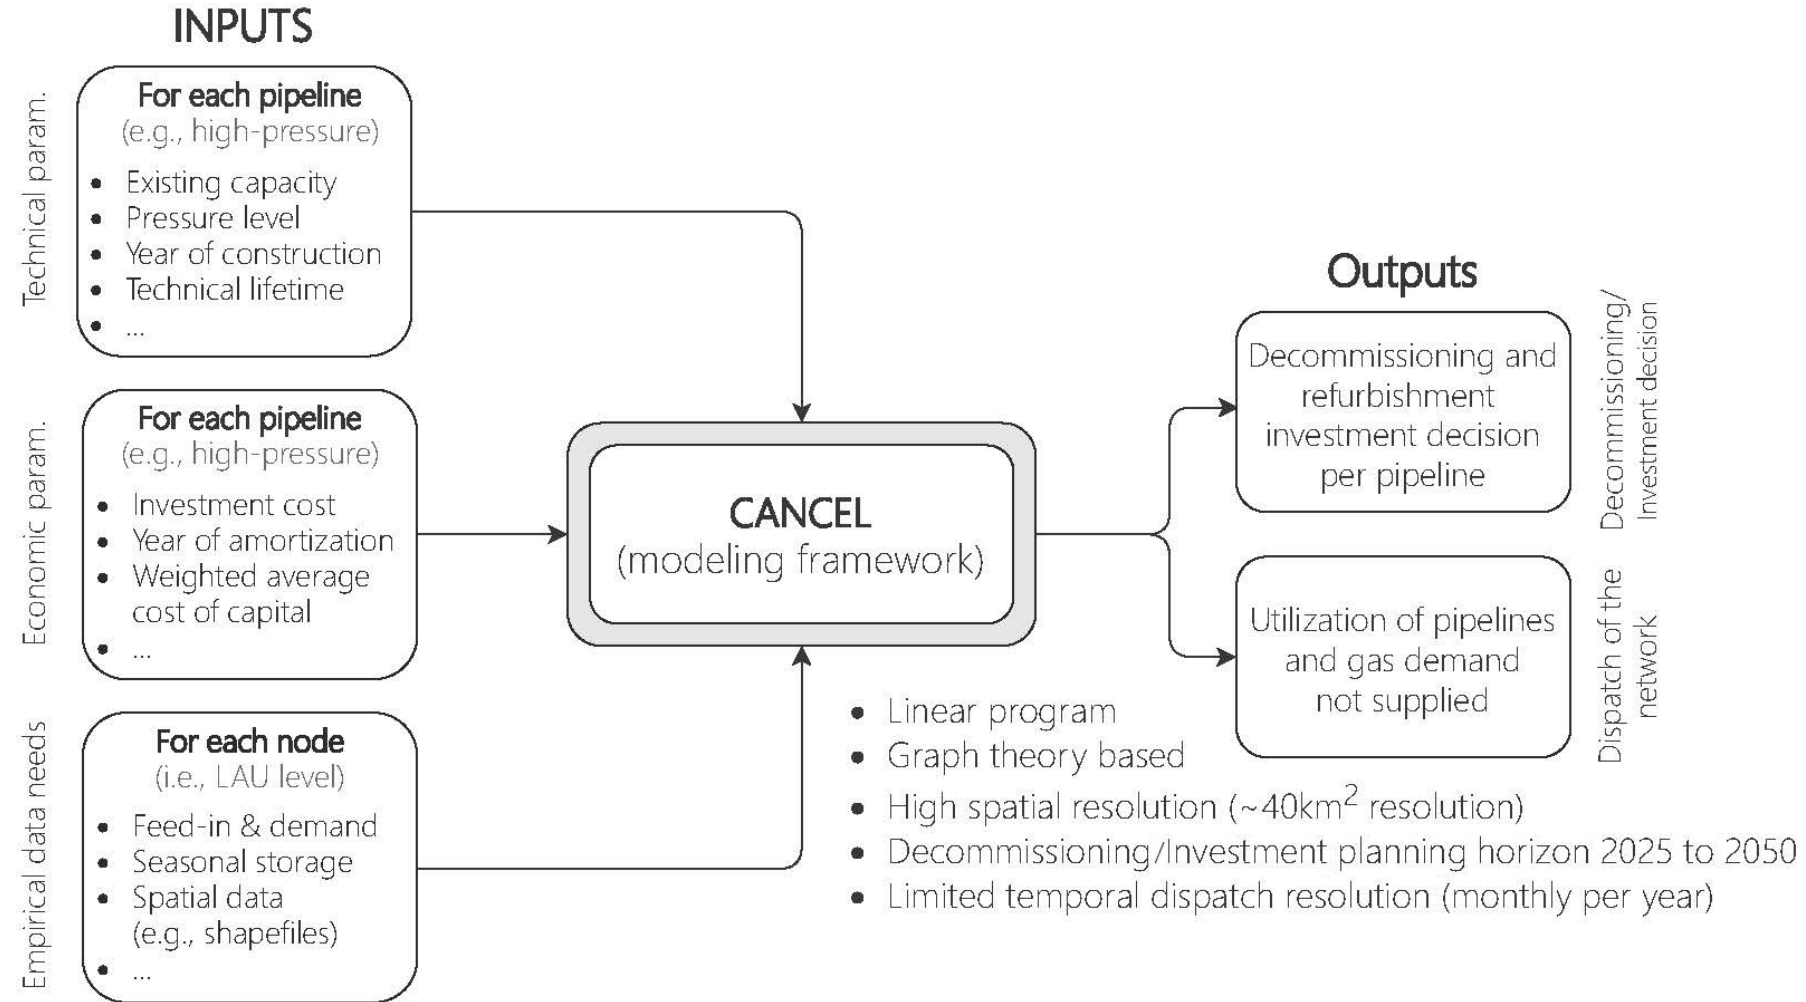 INPUTS
Technical param.
For each pipeline
(e.g., high-pressure)
• Existing capacity
• Pressure level
• Year of construction
• Technical lifetime
• ...
Economic param.
For each pipeline
(e.g., high-pressure)
• Investment cost
• Year of amortization
• Weighted average
cost of capital
• ...
Empirical data needs
For each node
(i.e., LAU level)
• Feed-in & demand
• Seasonal storage
• Spatial data
(e.g., shapefiles)
• ...
CANCEL
(modeling framework)
• Linear program
• Graph theory based
• High spatial resolution (~40km² resolution)
• Decommissioning/Investment planning horizon 2025 to 2050
• Limited temporal dispatch resolution (monthly per year)
Outputs
Decommissioning and
refurbishment
investment decision
per pipeline
Decommissioning/
Investment decision
Utilization of pipelines
and gas demand
not supplied
Dispatch of the
network